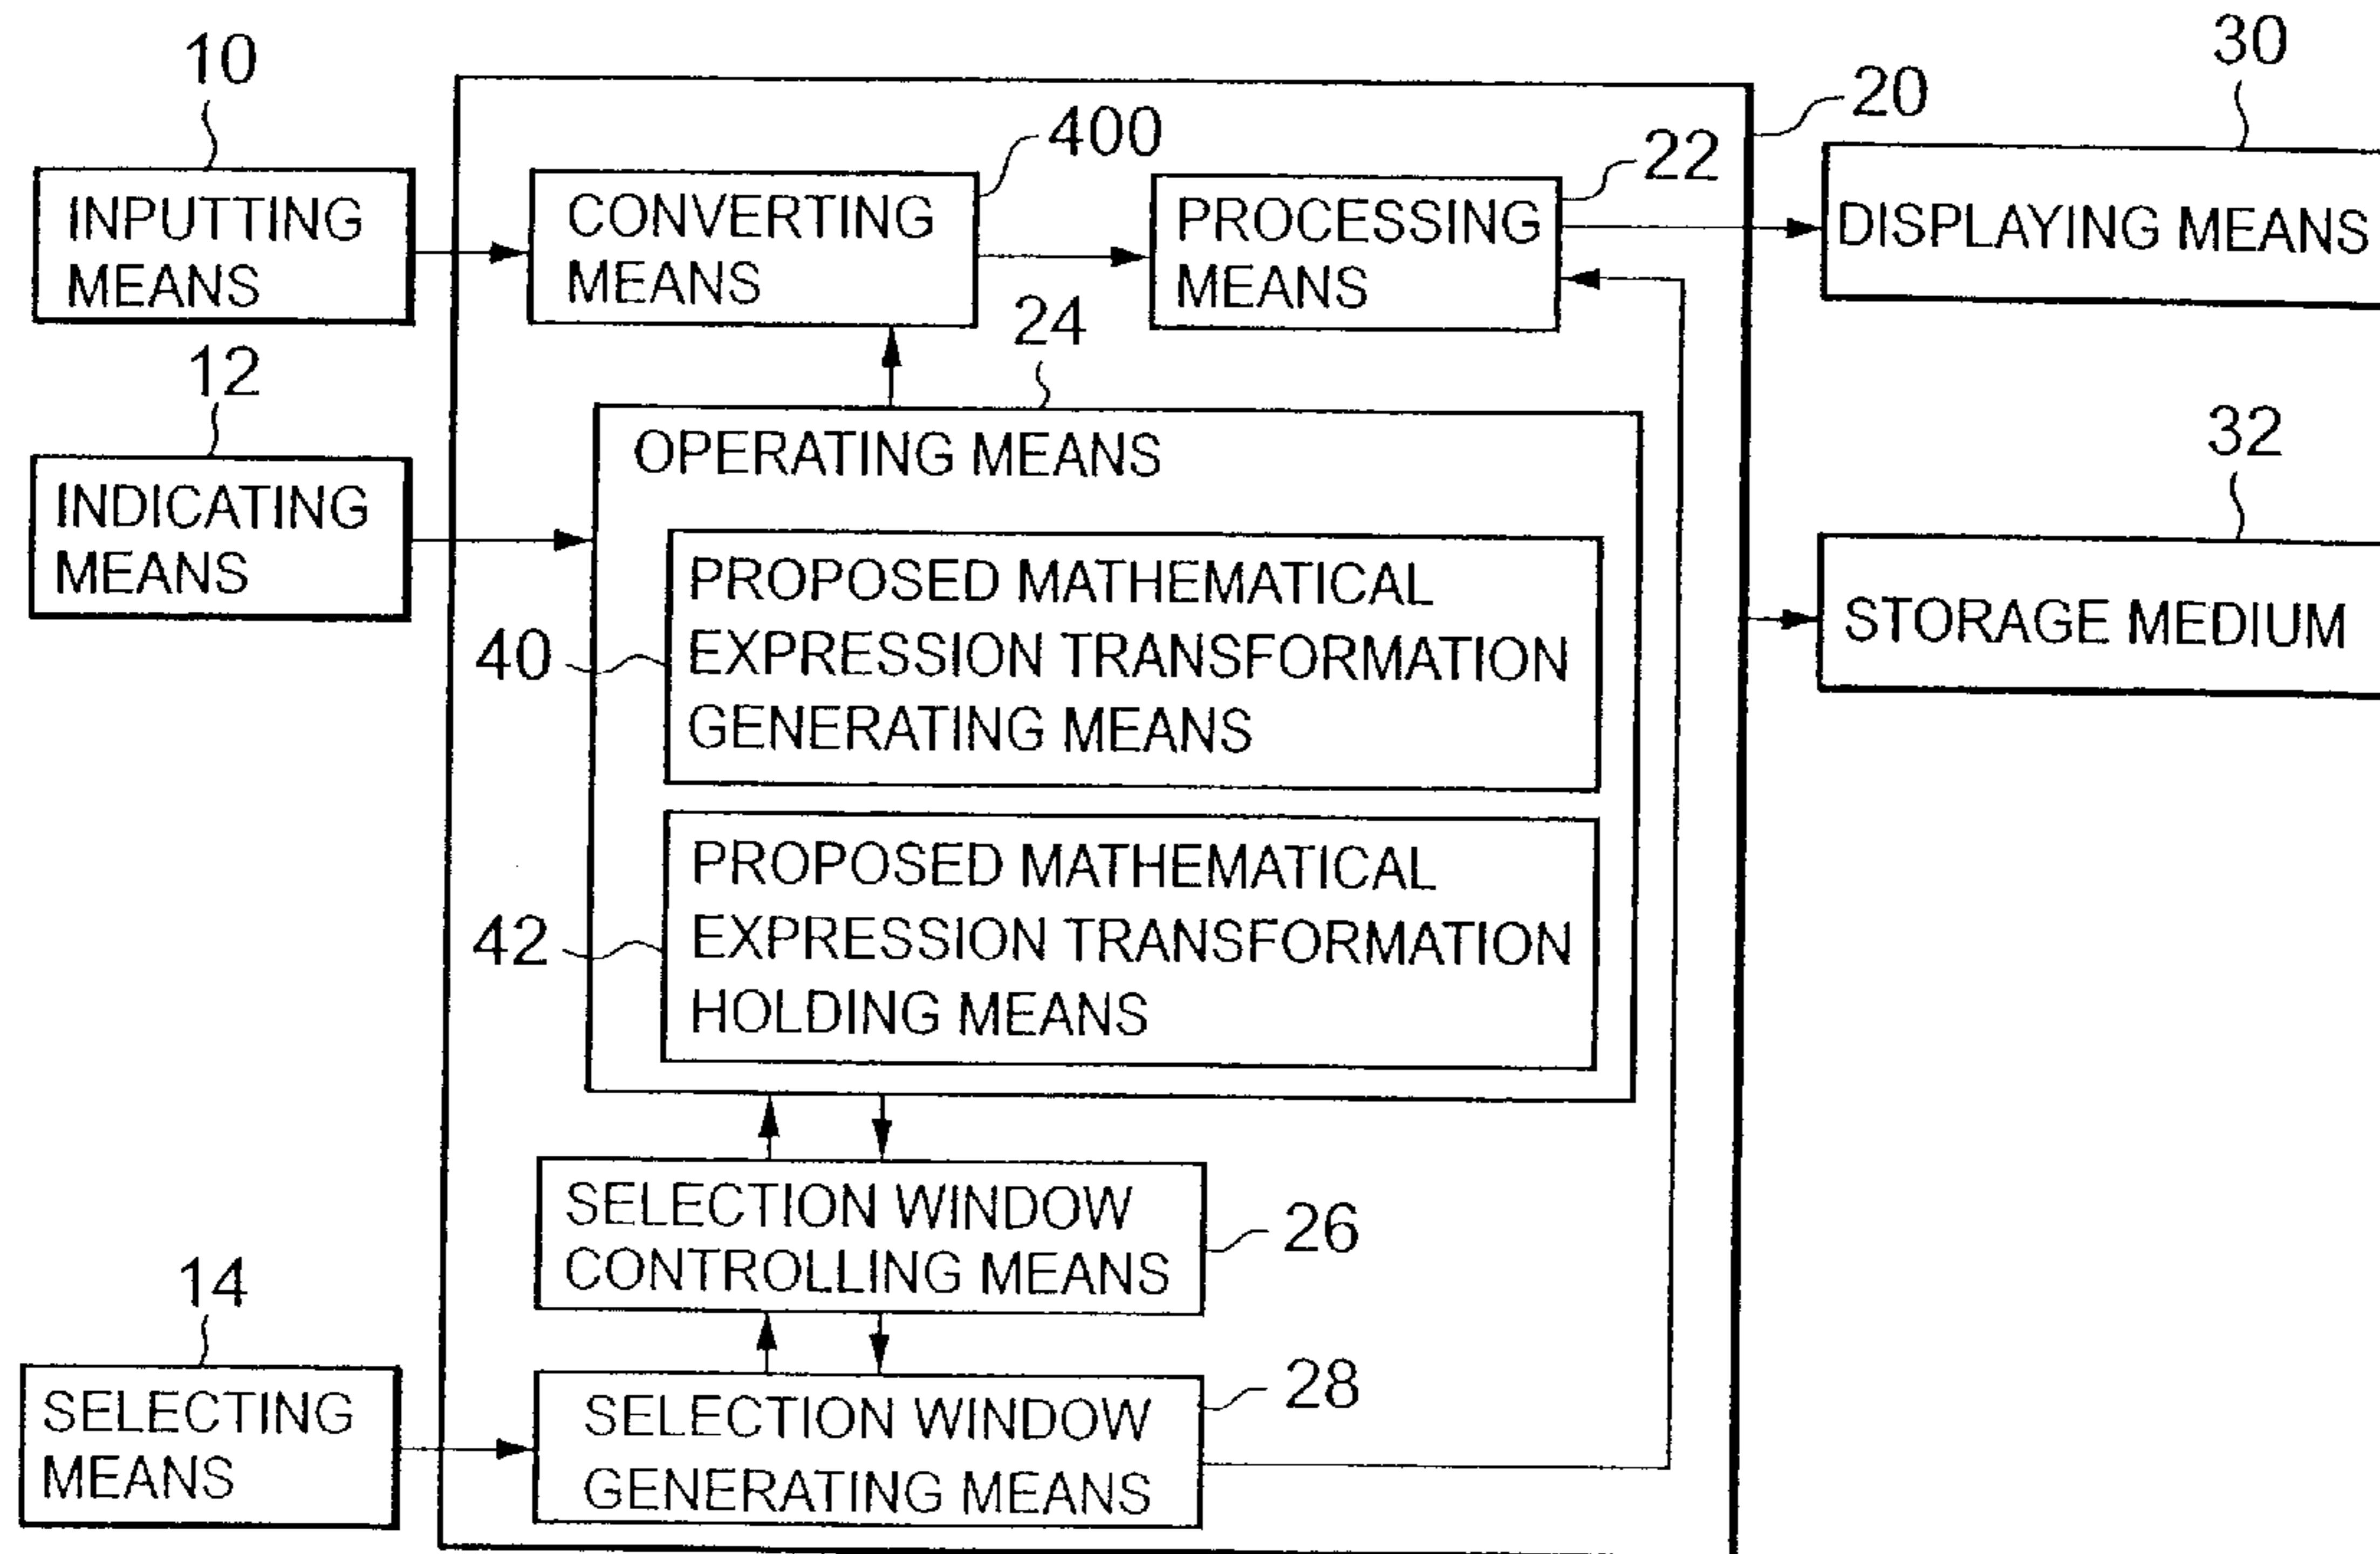 10
30
20
400
22
INPUTTING
MEANS
CONVERTING
MEANS
PROCESSING
MEANS
DISPLAYING MEANS
24
12
OPERATING MEANS
32
INDICATING
MEANS
PROPOSED MATHEMATICAL
EXPRESSION TRANSFORMATION
GENERATING MEANS
40
STORAGE MEDIUM
PROPOSED MATHEMATICAL
EXPRESSION TRANSFORMATION
HOLDING MEANS
42
SELECTION WINDOW
CONTROLLING MEANS
26
14
SELECTING
MEANS
SELECTION WINDOW
GENERATING MEANS
28